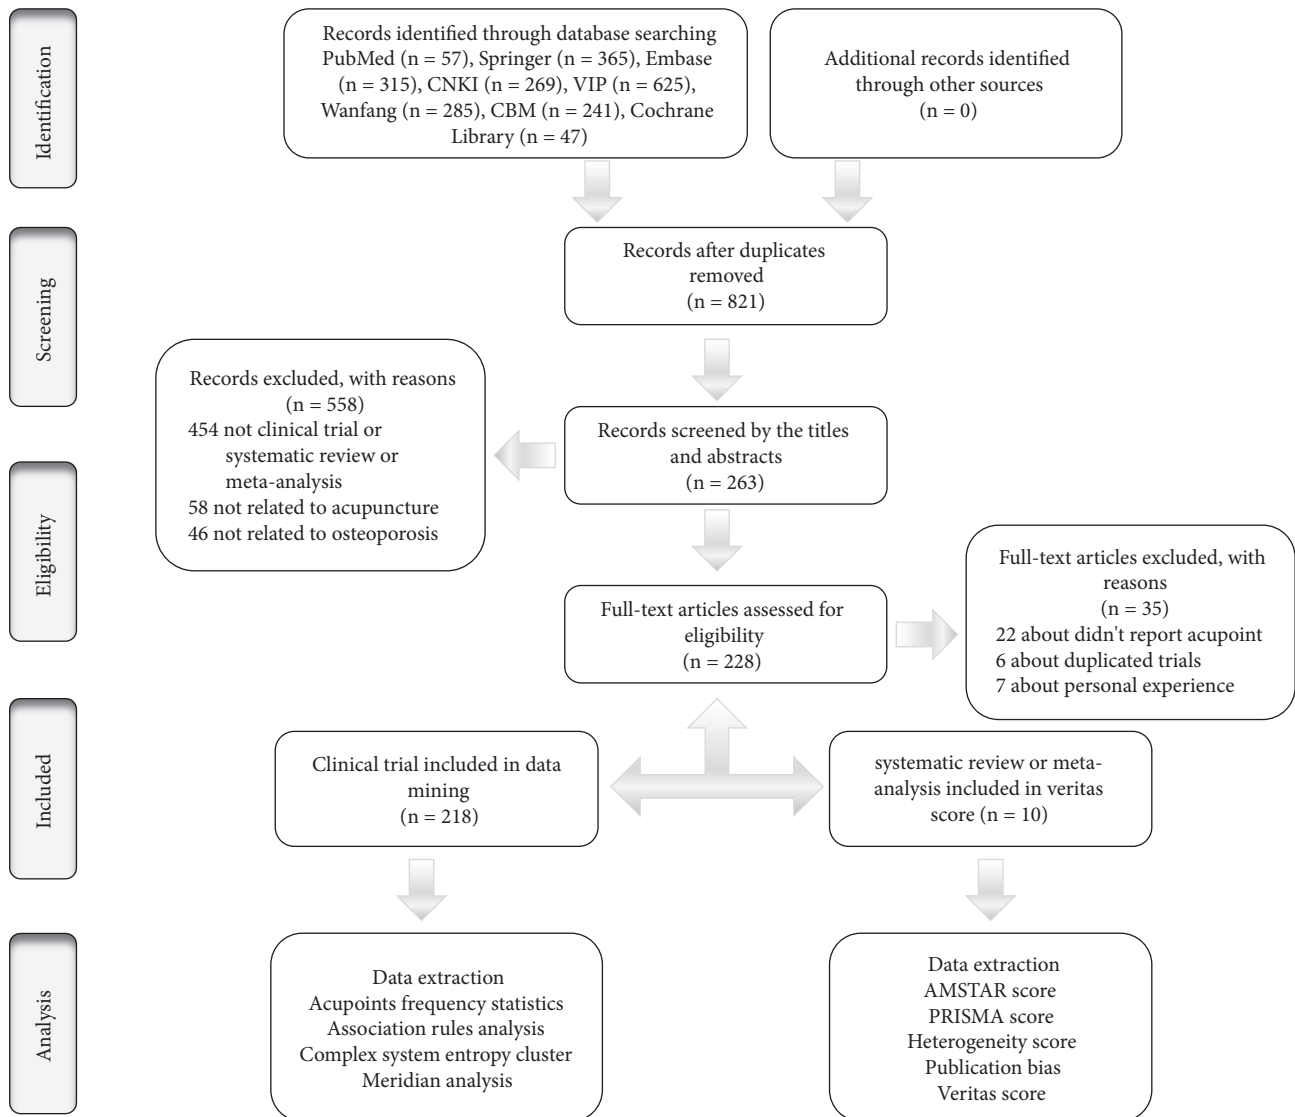 Identification
Records identified through database searching
PubMed (n = 57), Springer (n = 365), Embase
(n = 315), CNKI (n = 269), VIP (n = 625),
Wanfang (n = 285), CBM (n = 241), Cochrane
Library (n = 47)
Additional records identified
through other sources
(n = 0)
Screening
Records after duplicates
removed
(n = 821)
Records excluded, with reasons
(n = 558)
454 not clinical trial or
systematic review or
meta-analysis
58 not related to acupuncture
46 not related to osteoporosis
Records screened by the titles
and abstracts
(n = 263)
Eligibility
Full-text articles assessed for
eligibility
(n = 228)
Full-text articles excluded, with
reasons
(n = 35)
22 about didn't report acupoint
6 about duplicated trials
7 about personal experience
Included
Clinical trial included in data
mining
(n = 218)
systematic review or meta-
analysis included in veritas
score (n = 10)
Analysis
Data extraction
Acupoints frequency statistics
Association rules analysis
Complex system entropy cluster
Meridian analysis
Data extraction
AMSTAR score
PRISMA score
Heterogeneity score
Publication bias
Veritas score